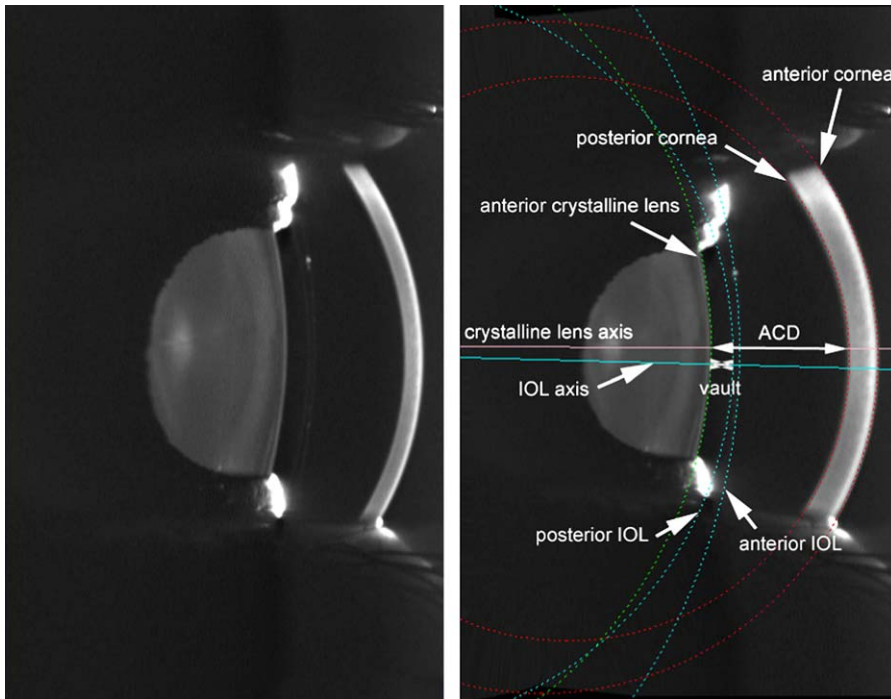 anterior cornea
posterior cornea
anterior crystalline lens
crystalline lens axis
ACD
IOL axis
vault
posterior IOL
anterior IOL